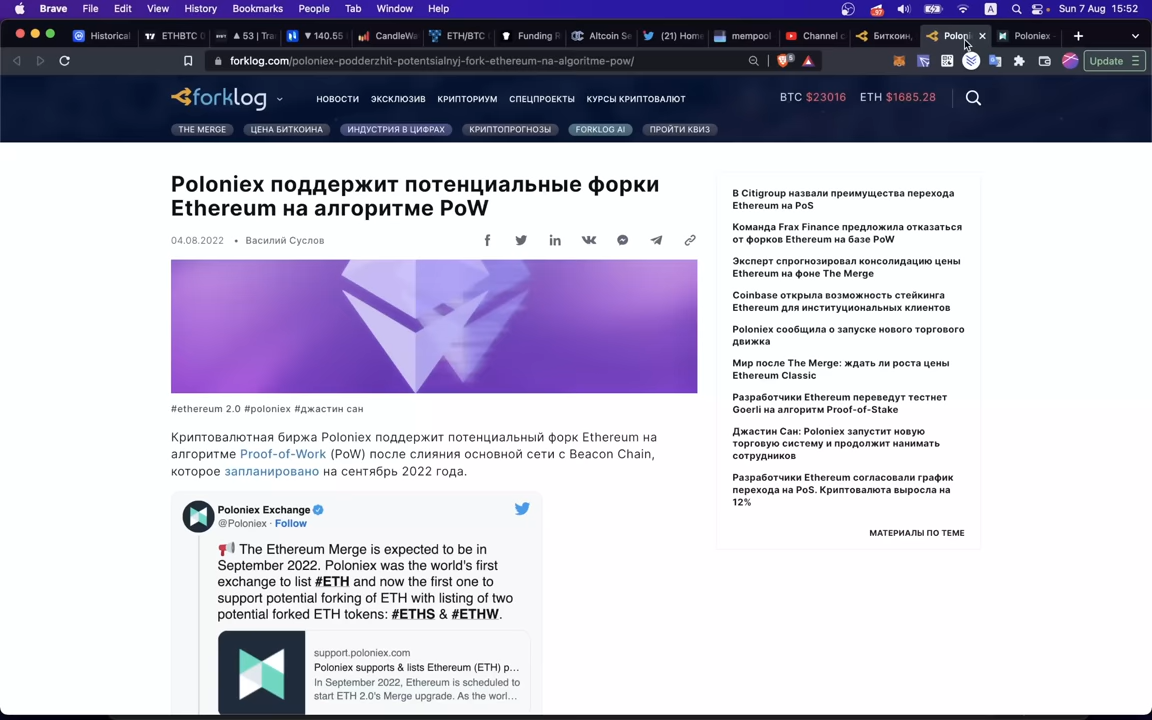 Brave File Edit View History Bookmarks People Tab Window Help
97
A
Sun 7 Aug 15:52
Historical
ETHBTC
53 | Tra
140.55
CandleWa
ETH/BTC
Funding R
Altcoin Se
(21) Hom
mempool
Channel c
Биткоин,
Poloni
Poloniex
forklog.com/poloniex-podderzhit-potentsialnyj-fork-ethereum-na-algoritme-pow/
Update
forklog
НОВОСТИ ЭКСКЛЮЗИВ КРИПТОРИУМ СПЕЦПРОЕКТЫ КУРСЫ КРИПТОВАЛЮТ
BTC $23016 ETH $1685.28
THE MERGE ЦЕНА БИТКОИНА ИНДУСТРИЯ В ЦИФРАХ КРИПТОПРОГНОЗЫ FORKLOG AI ПРОЙТИ КВИЗ
Poloniex поддержит потенциальные форки
Ethereum на алгоритме PoW
04.08.2022 • Василий Суслов
#ethereum 2.0 #poloniex #джастин сан
Криптовалютная биржа Poloniex поддержит потенциальный форк Ethereum на
алгоритме Proof-of-Work (PoW) после слияния основной сети с Beacon Chain,
которое запланировано на сентябрь 2022 года.
Poloniex Exchange
@Poloniex · Follow
The Ethereum Merge is expected to be in
September 2022. Poloniex was the world's first
exchange to list #ETH and now the first one to
support potential forking of ETH with listing of two
potential forked ETH tokens: #ETHS & #ETHW.
support.poloniex.com
Poloniex supports & lists Ethereum (ETH) p...
In September 2022, Ethereum is scheduled to
start ETH 2.0's Merge upgrade. As the worl...
В Citigroup назвали преимущества перехода
Ethereum на PoS
Команда Frax Finance предложила отказаться
от форков Ethereum на базе PoW
Эксперт спрогнозировал консолидацию цены
Ethereum на фоне The Merge
Coinbase открыла возможность стейкинга
Ethereum для институциональных клиентов
Poloniex сообщила о запуске нового торгового
движка
Мир после The Merge: ждать ли роста цены
Ethereum Classic
Разработчики Ethereum переведут тестнет
Goerli на алгоритм Proof-of-Stake
Джастин Сан: Poloniex запустит новую
торговую систему и продолжит нанимать
сотрудников
Разработчики Ethereum согласовали график
перехода на PoS. Криптовалюта выросла на
12%
МАТЕРИАЛЫ ПО ТЕМЕ